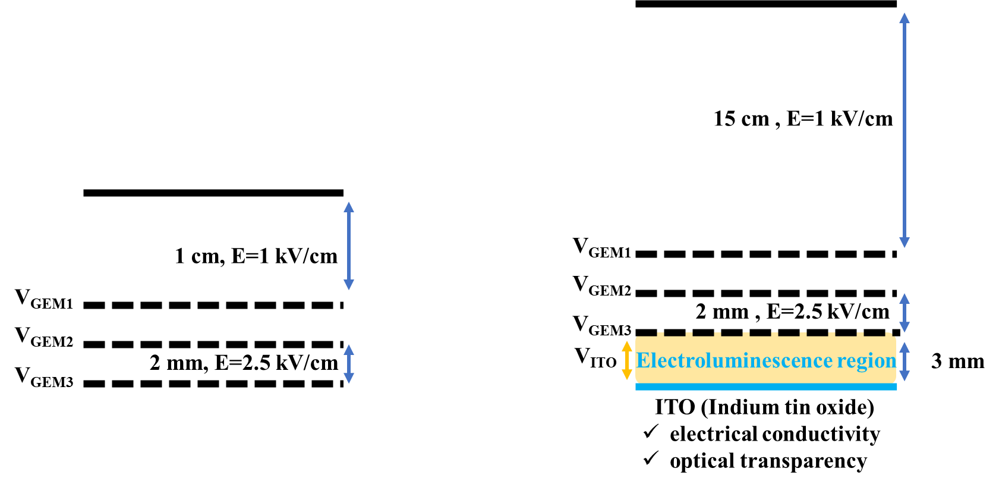 1 cm, E=1 kV/cm
VGEM1
VGEM2
2 mm, E=2.5 kV/cm
VGEM3
15 cm , E=1 kV/cm
VGEM1
VGEM2
2 mm , E=2.5 kV/cm
VGEM3
VITO
Electroluminescence region
3 mm
ITO (Indium tin oxide)
✓ electrical conductivity
✓ optical transparency